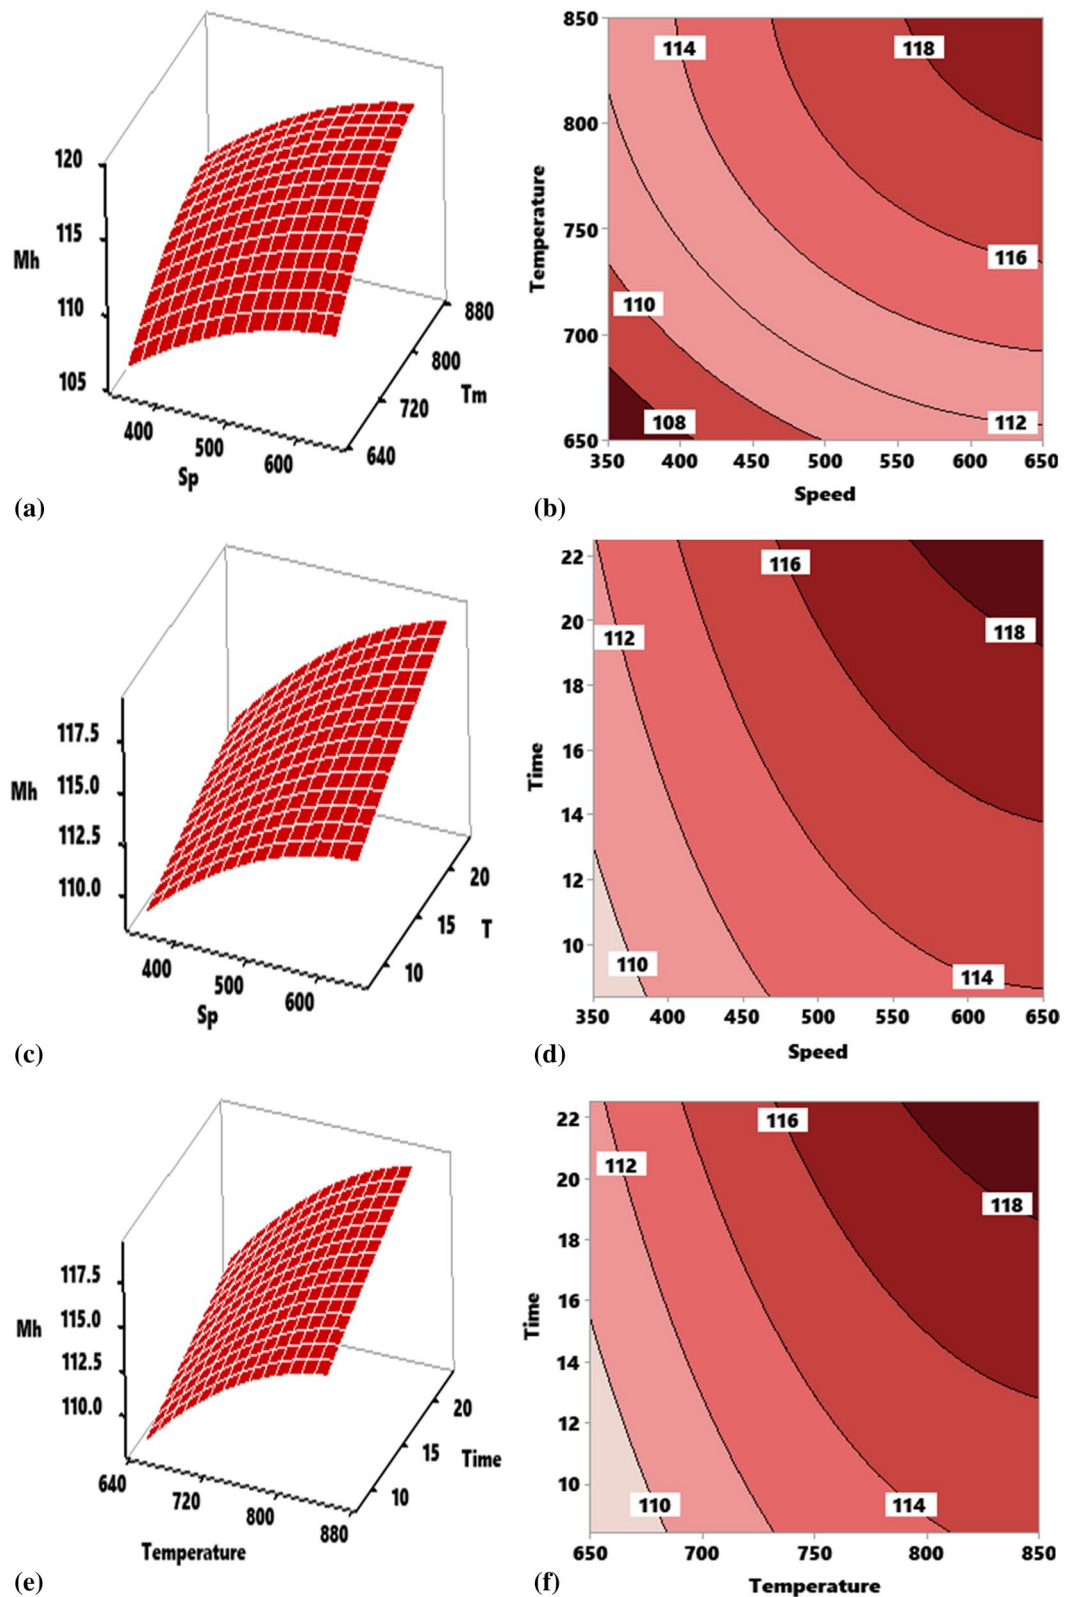 120
115
Mh
110
105
400
500
600
Sp
880
800
Tm
720
640
(a)
850
800
750
700
650
Temperature
114
118
116
110
108
112
350 400 450 500 550 600 650
Speed
(b)
117.5
Mh
115.0
112.5
110.0
400
500
600
Sp
20
15
T
10
(c)
22
20
18
16
14
12
10
Time
116
112
118
110
114
350 400 450 500 550 600 650
Speed
(d)
117.5
Mh
115.0
112.5
110.0
640
720
800
880
Temperature
20
15
Time
10
(e)
22
20
18
16
14
12
10
Time
116
112
118
110
114
650 700 750 800 850
Temperature
(f)